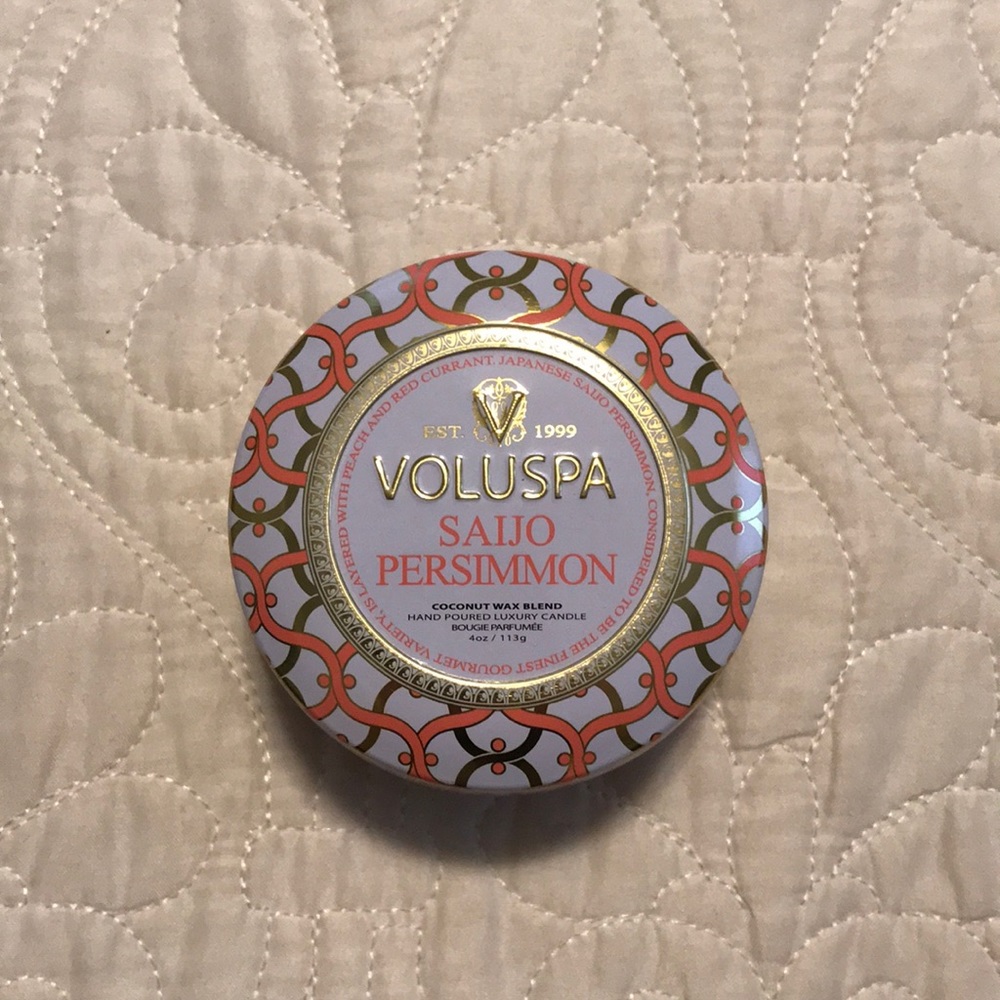 V
EST. 1999
VOLUSPA
SAIJO
PERSIMMON
COCONUT WAX BLEND
HAND POURED LUXURY CANDLE
BOUGIE PARFUMÉE
4oz / 113g
JAPANESE SAIJO PERSIMMON, CONSIDERED TO BE THE FINEST GOURMET VARIETY, IS LAYERED WITH PEACH AND RED CURRANT.